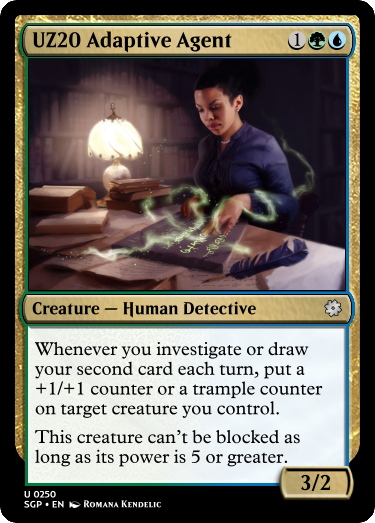 UZ20 Adaptive Agent 1
Creature — Human Detective
Whenever you investigate or draw
your second card each turn, put a
+1/+1 counter or a trample counter
on target creature you control.
This creature can't be blocked as
long as its power is 5 or greater.
3/2
U 0250
SGP • EN Romana Kendelic